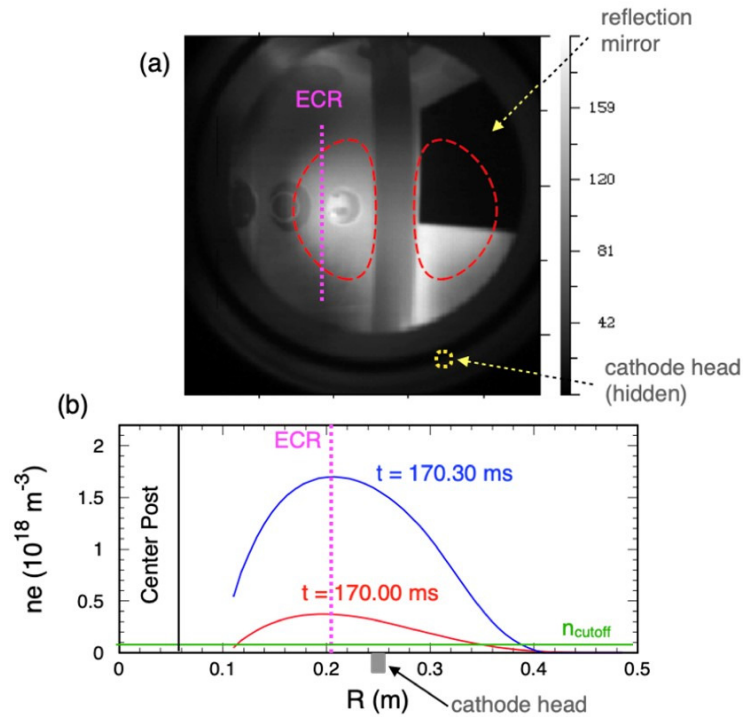 reflection
mirror
(a)
ECR
159
120
81
42
cathode head
(hidden)
(b)
ne (10^18 m^-3)
2
1.5
1
0.5
0
Center Post
ECR
t = 170.30 ms
t = 170.00 ms
ncutoff
0
0.1
0.2
0.3
0.4
0.5
R (m)
cathode head